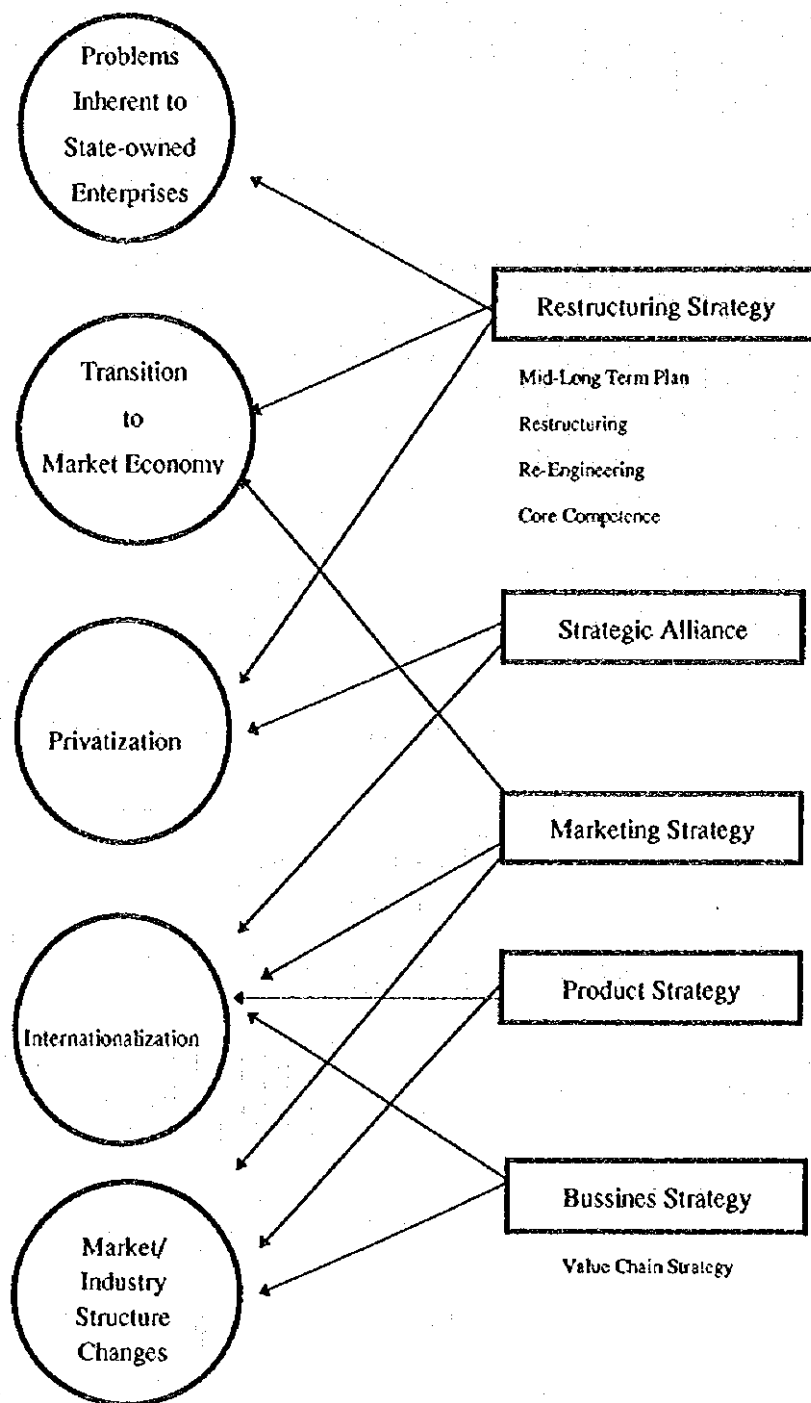 Problems
Inherent to
State-owned
Enterprises
Transition
to
Market Economy
Privatization
Internationalization
Market/
Industry
Structure
Changes
Restructuring Strategy
Mid-Long Term Plan
Restructuring
Re-Engineering
Core Competence
Strategic Alliance
Marketing Strategy
Product Strategy
Bussines Strategy
Value Chain Strategy